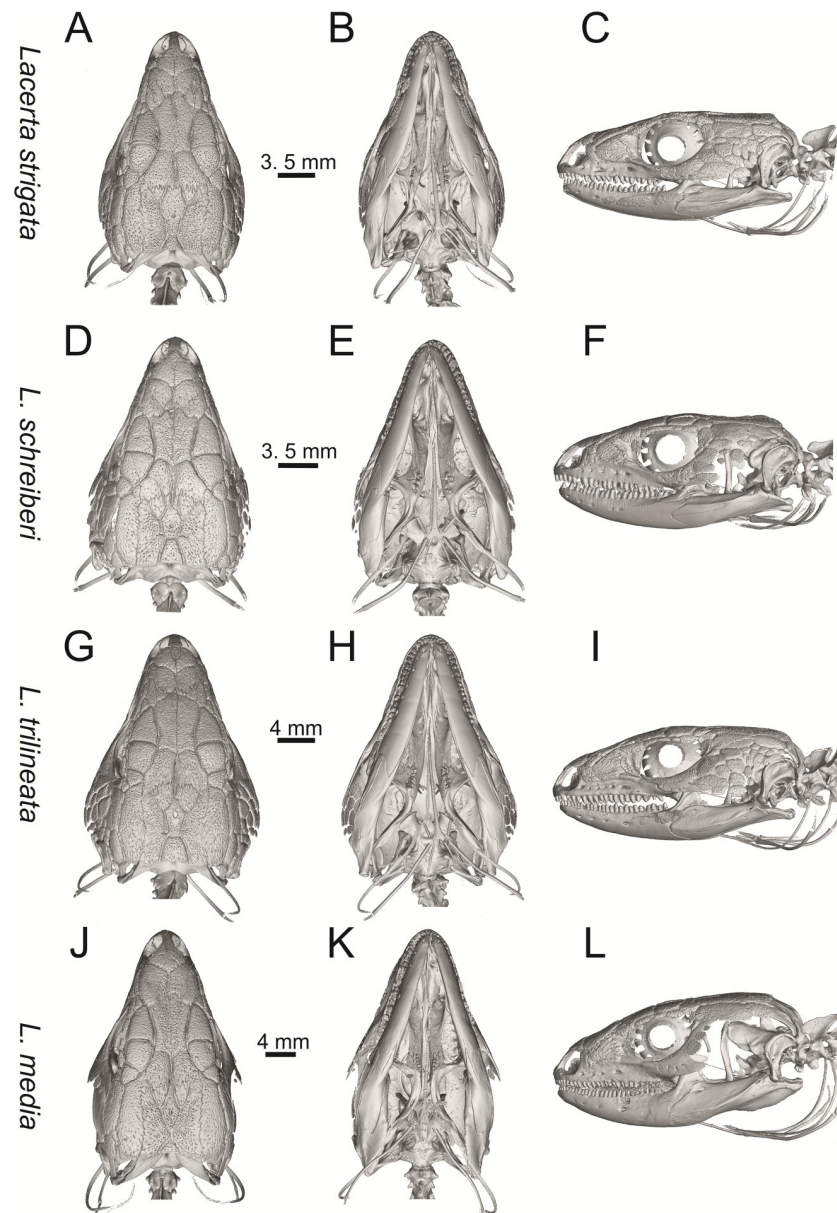 Lacerta strigata
A
B
C
3. 5 mm
L. schreiberi
D
E
F
3.5 mm
L. trilineata
G
H
I
4 mm
L. media
J
K
L
4 mm